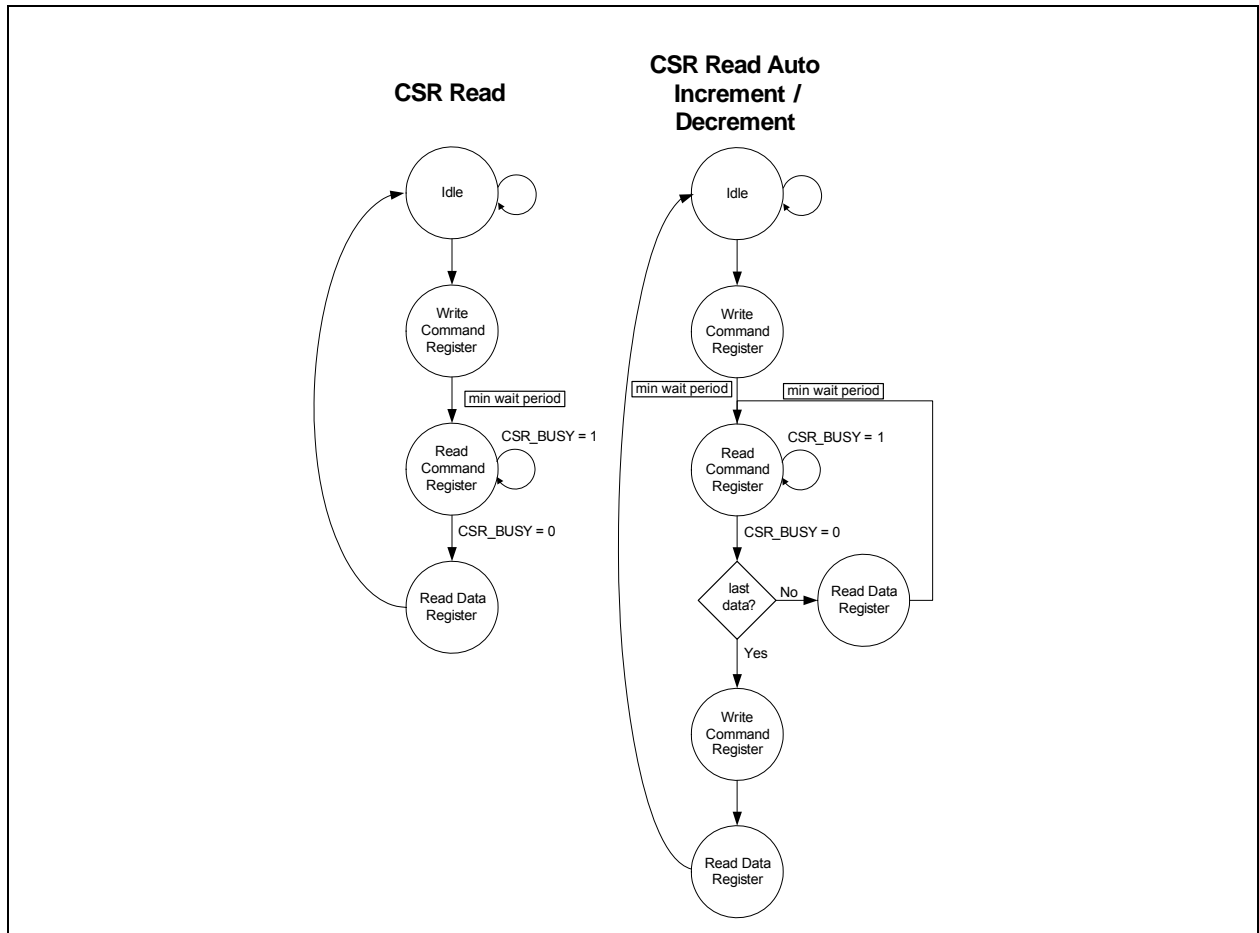 CSR Read
Idle
Write
Command
Register
min wait period
Read
Command
Register
CSR_BUSY = 1
CSR_BUSY = 0
Read Data
Register
CSR Read Auto
Increment /
Decrement
Idle
Write
Command
Register
min wait period
min wait period
Read
Command
Register
CSR_BUSY = 1
CSR_BUSY = 0
last
data?
No
Read Data
Register
Yes
Write
Command
Register
Read Data
Register